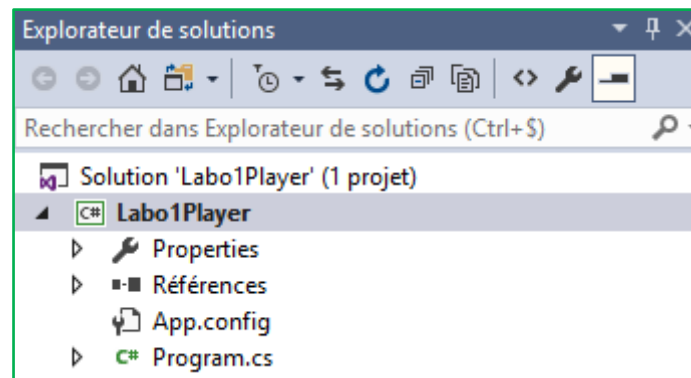 Explorateur de solutions
Rechercher dans Explorateur de solutions (Ctrl+$)
Solution 'Labo1Player' (1 projet)
C# Labo1Player
Properties
Références
App.config
C# Program.cs